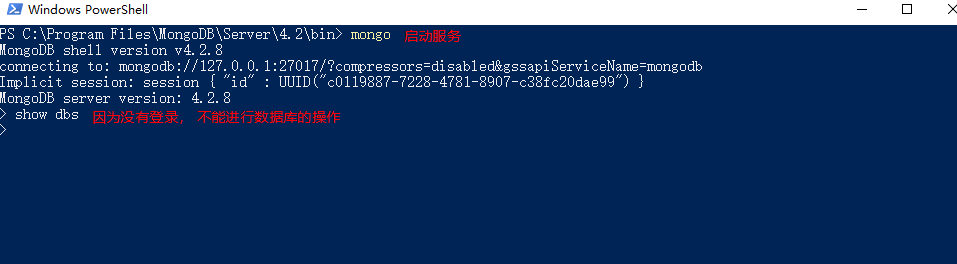 Windows PowerShell
PS C:\Program Files\MongoDB\Server\4.2\bin> mongo 启动服务
MongoDB shell version v4.2.8
connecting to: mongodb://127.0.0.1:27017/?compressors=disabled&gssapiServiceName=mongodb
Implicit session: session { "id" : UUID("c0119887-7228-4781-8907-c38fc20dae99") }
MongoDB server version: 4.2.8
> show dbs 因为没有登录， 不能进行数据库的操作
>